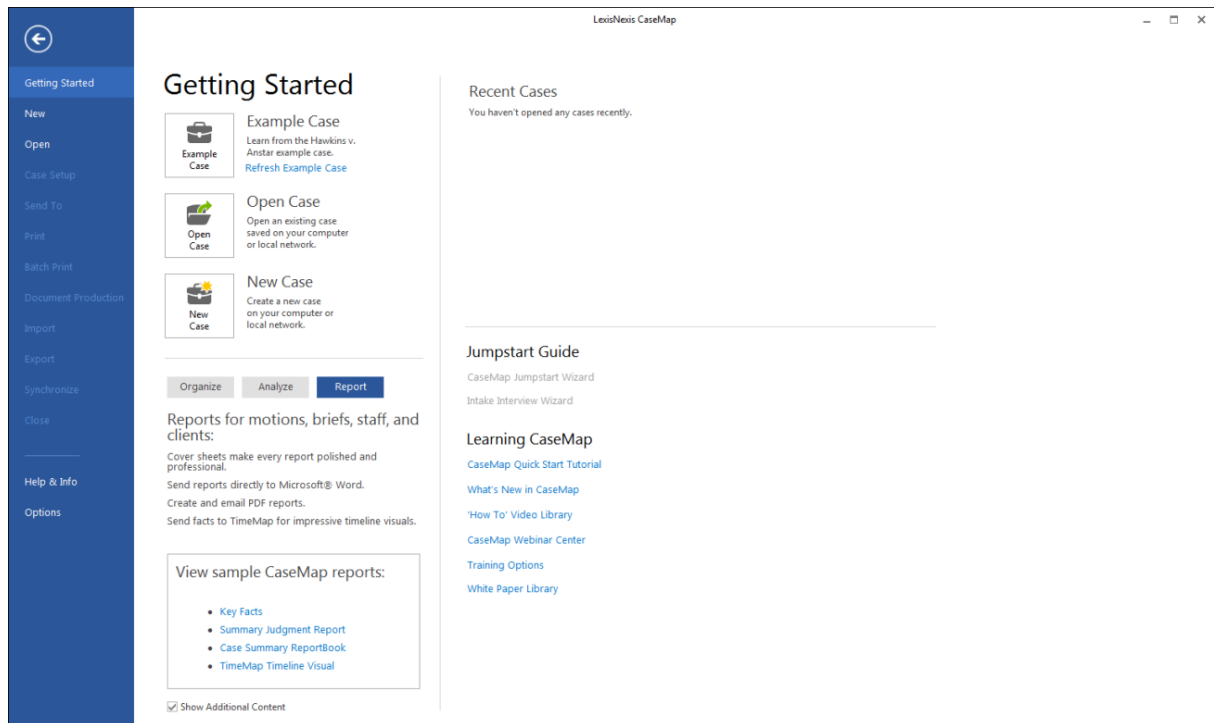 LexisNexis CaseMap
Getting Started
New
Open
Case Setup
Send To
Print
Batch Print
Document Production
Import
Export
Synchronize
Close
Help & Info
Options
Getting Started
Example
Case
Example Case
Learn from the Hawkins v.
Anstar example case.
Refresh Example Case
Open
Case
Open Case
Open an existing case
saved on your computer
or local network.
New
Case
New Case
Create a new case
on your computer or
local network.
Organize
Analyze
Report
Reports for motions, briefs, staff, and
clients:
Cover sheets make every report polished and
professional.
Send reports directly to Microsoft® Word.
Create and email PDF reports.
Send facts to TimeMap for impressive timeline visuals.
View sample CaseMap reports:
• Key Facts
• Summary Judgment Report
• Case Summary ReportBook
• TimeMap Timeline Visual
Show Additional Content
Recent Cases
You haven't opened any cases recently.
Jumpstart Guide
CaseMap Jumpstart Wizard
Intake Interview Wizard
Learning CaseMap
CaseMap Quick Start Tutorial
What's New in CaseMap
'How To' Video Library
CaseMap Webinar Center
Training Options
White Paper Library